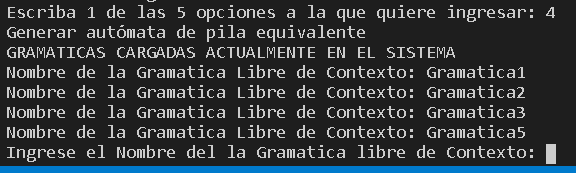 Escriba 1 de las 5 opciones a la que quiere ingresar: 4
Generar autómata de pila equivalente
GRAMATICAS CARGADAS ACTUALMENTE EN EL SISTEMA
Nombre de la Gramatica Libre de Contexto: Gramatica1
Nombre de la Gramatica Libre de Contexto: Gramatica2
Nombre de la Gramatica Libre de Contexto: Gramatica3
Nombre de la Gramatica Libre de Contexto: Gramatica5
Ingrese el Nombre del la Gramatica libre de Contexto: